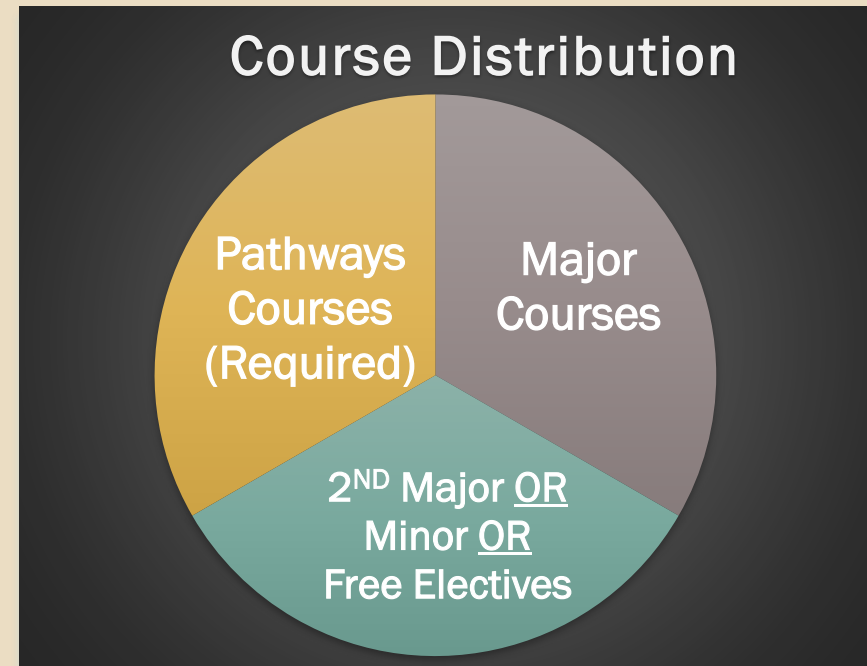 Course Distribution
Pathways
Courses
(Required)
Major
Courses
2ND Major OR
Minor OR
Free Electives